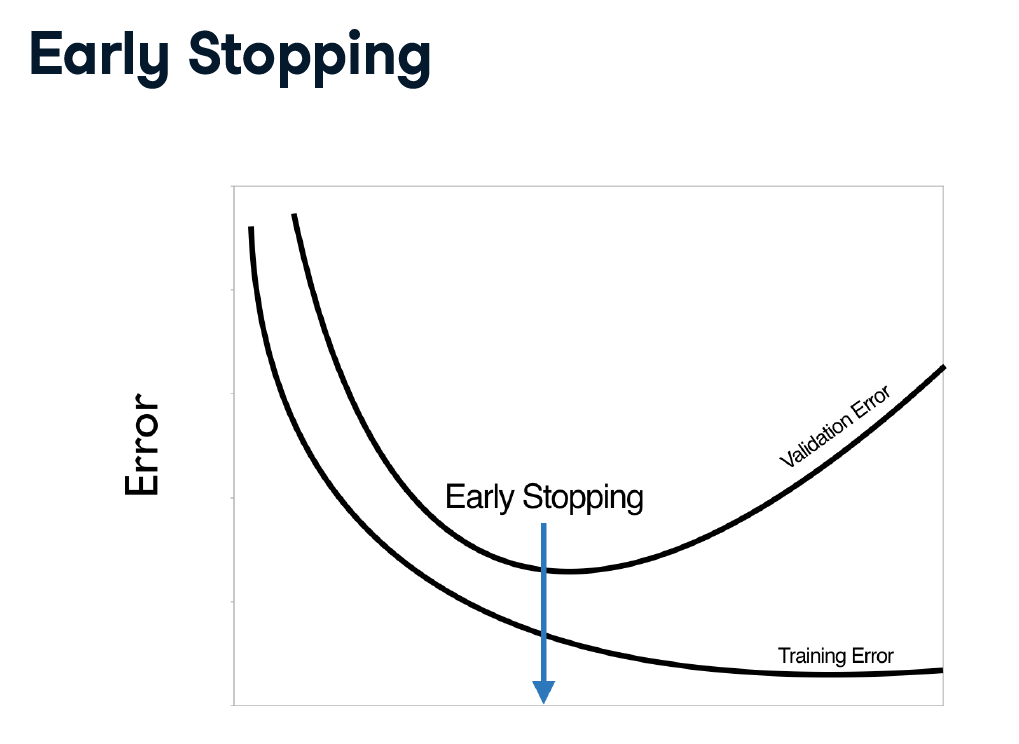 Early Stopping
Error
Early Stopping
Validation Error
Training Error